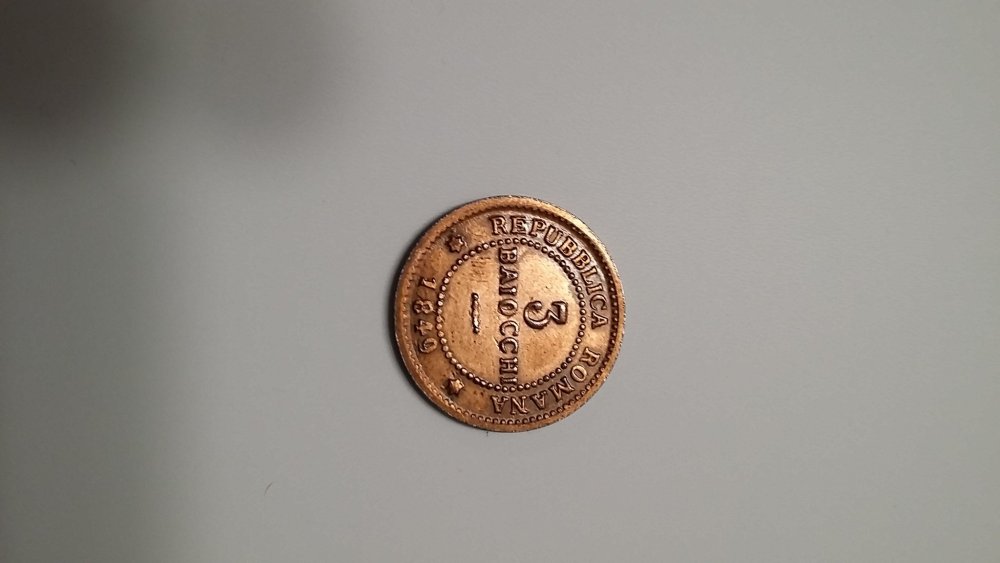 REPUBBLICA ROMANA
3
BAIOCCHI
1849